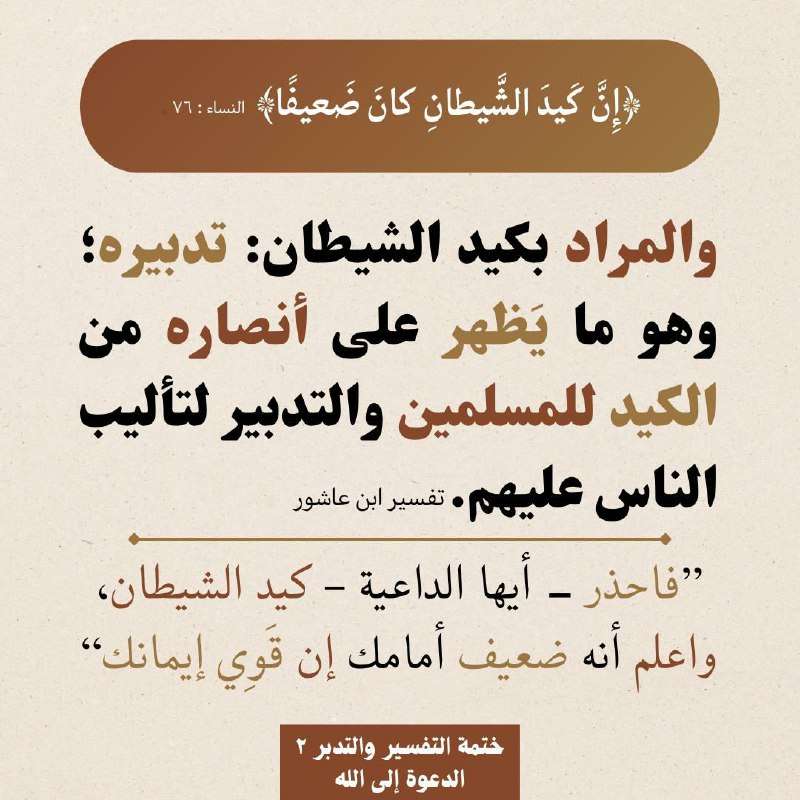 ﴿إِنَّ كَيدَ الشَّيطانِ كانَ ضَعيفًا﴾ النساء : ٧٦
والمراد بكيد الشيطان: تدبيره؛
وهو ما يَظهر على أنصاره من
الكيد للمسلمين والتدبير لتأليب
الناس عليهم. تفسير ابن عاشور
”فاحذر – أيها الداعية – كيد الشيطان،
واعلم أنه ضعيف أمامك إن قَوِي إيمانك“
ختمة التفسير والتدبر ٢
الدعوة إلى الله